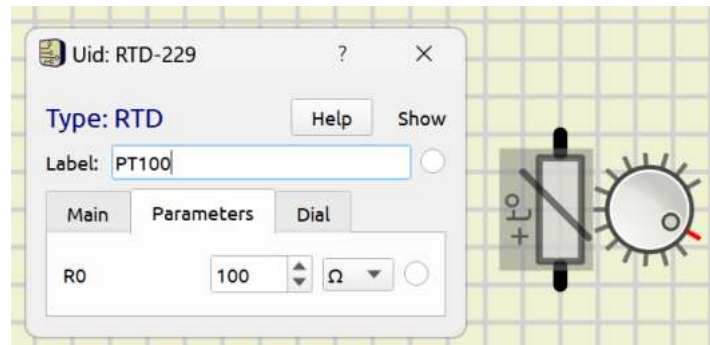 Uid: RTD-229 ? ×
Type: RTD Help Show
Label: PT100
Main Parameters Dial
R0 100 Ω
+t°